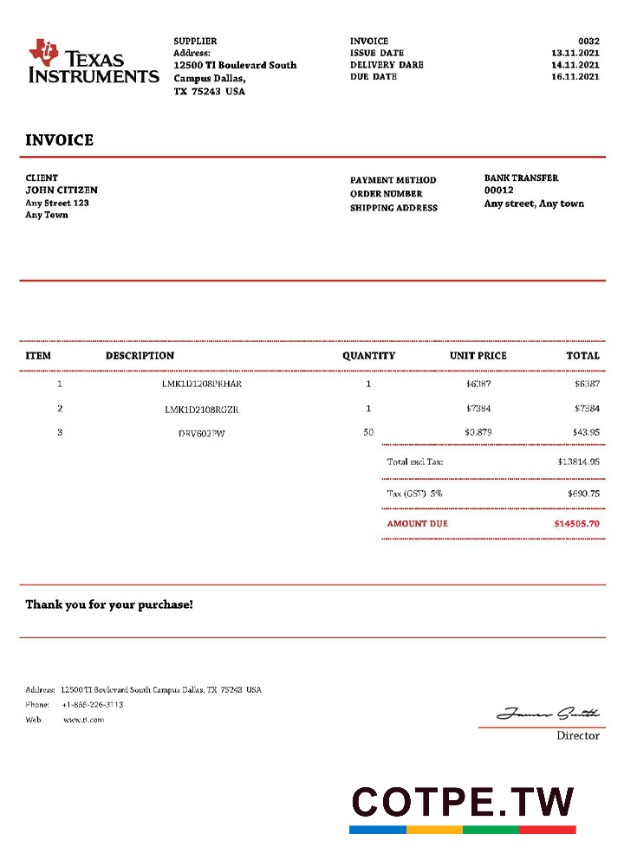 TEXAS
INSTRUMENTS
SUPPLIER
Address:
12500 TI Boulevard South
Campus Dallas,
TX 75243 USA
INVOICE 0032
ISSUE DATE 13.11.2021
DELIVERY DARE 14.11.2021
DUE DATE 16.11.2021
INVOICE
CLIENT
JOHN CITIZEN
Any Street 123
Any Town
PAYMENT METHOD BANK TRANSFER
ORDER NUMBER 00012
SHIPPING ADDRESS Any street, Any town
ITEM DESCRIPTION QUANTITY UNIT PRICE TOTAL
1 LMK1D1208PRHAR 1 $6387 $6387
2 LMK1D2108RGZR 1 $7384 $7384
3 DRV602PW 50 $0.879 $43.95
Total excl Tax: $13814.95
Tax (GST) 5% $690.75
AMOUNT DUE $14505.70
Thank you for your purchase!
Address: 12500 TI Boulevard South Campus Dallas, TX 75243 USA
Phone: +1-855-226-3113
Web: www.ti.com
James Smith
Director
COTPE.TW